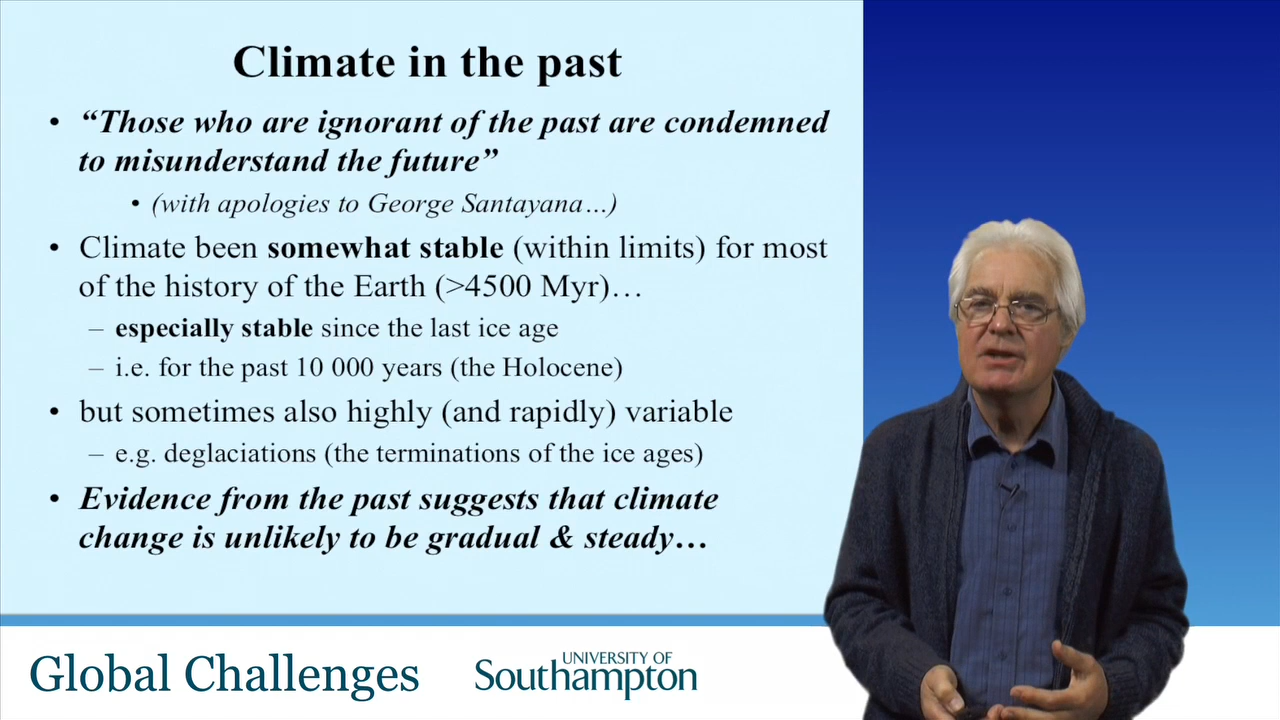 Climate in the past
• “Those who are ignorant of the past are condemned
to misunderstand the future”
• (with apologies to George Santayana…)
• Climate been somewhat stable (within limits) for most
of the history of the Earth (>4500 Myr)…
– especially stable since the last ice age
– i.e. for the past 10 000 years (the Holocene)
• but sometimes also highly (and rapidly) variable
– e.g. deglaciations (the terminations of the ice ages)
• Evidence from the past suggests that climate
change is unlikely to be gradual & steady…
Global Challenges
UNIVERSITY OF
Southampton